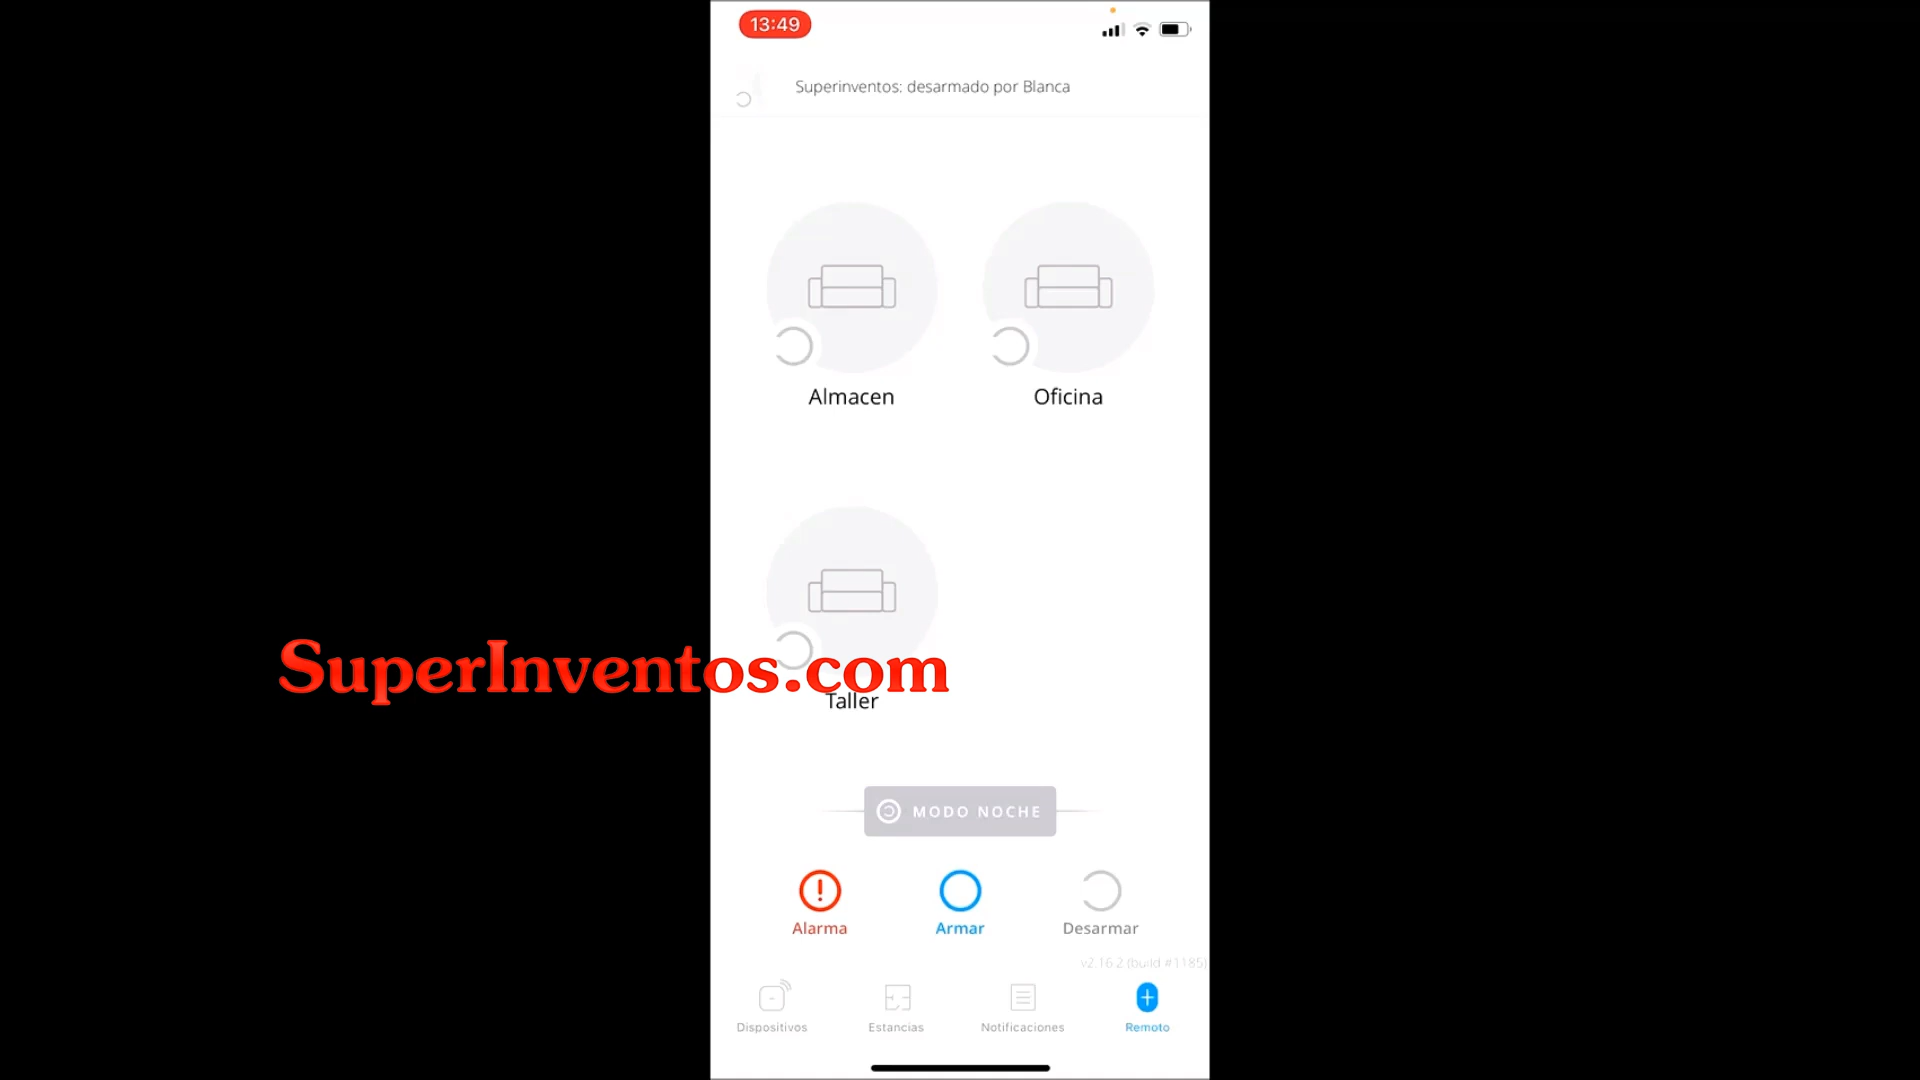 13:49
Superinventos: desarmado por Blanca
Almacen
Oficina
SuperInventos.com
Taller
MODO NOCHE
Alarma
Armar
Desarmar
v2.16.2 (build #1185)
Dispositivos
Estancias
Notificaciones
Remoto